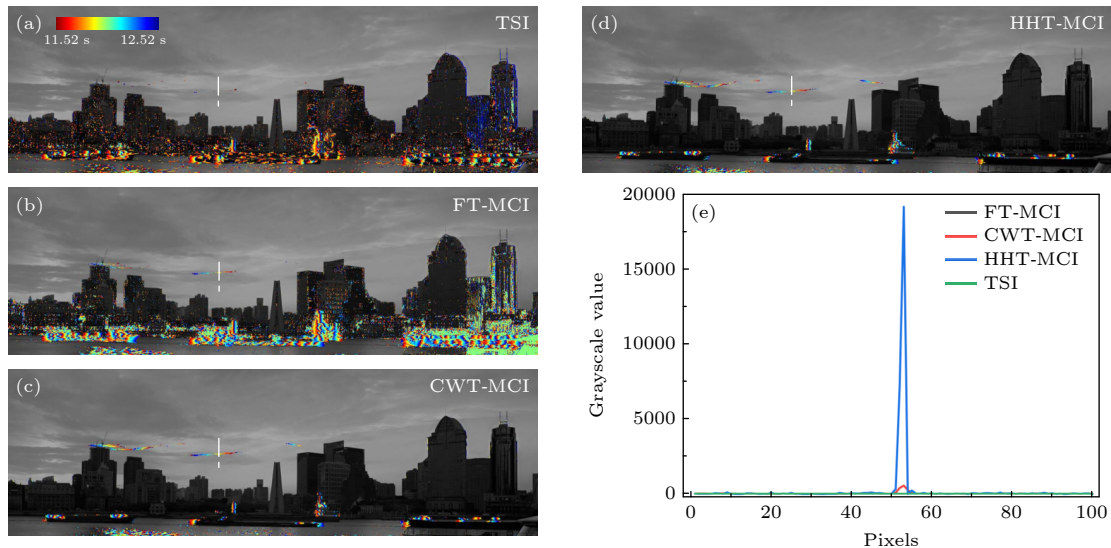 (a)
TSI
11.52 s
12.52 s
(b)
FT-MCI
(c)
CWT-MCI
(d)
HHT-MCI
(e)
FT-MCI
CWT-MCI
HHT-MCI
TSI
Grayscale value
20000
15000
10000
5000
0
0
20
40
60
80
100
Pixels